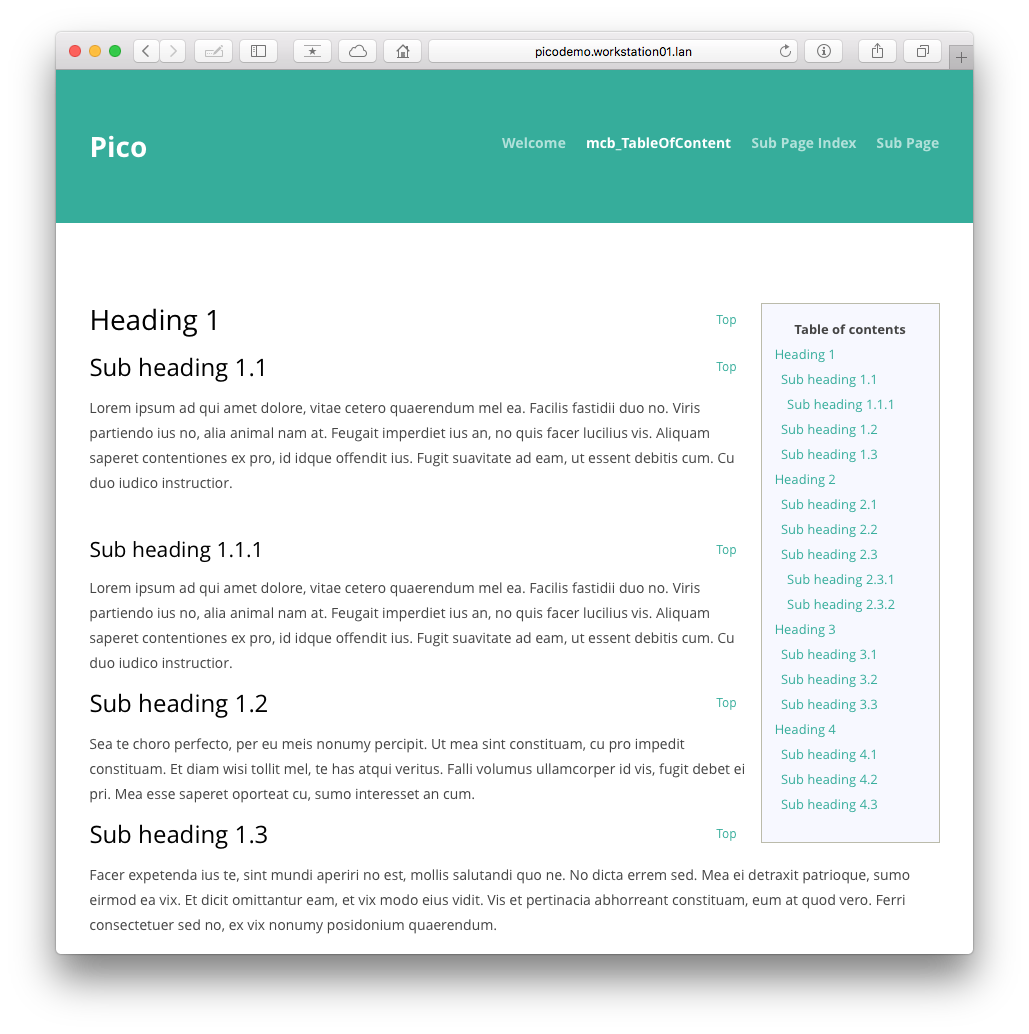 picodemo.workstation01.lan
Pico
Welcome mcb_TableOfContent Sub Page Index Sub Page
Heading 1 Top
Sub heading 1.1 Top
Lorem ipsum ad qui amet dolore, vitae cetero quaerendum mel ea. Facilis fastidii duo no. Viris
partiendo ius no, alia animal nam at. Feugait imperdiet ius an, no quis facer lucilius vis. Aliquam
saperet contentiones ex pro, id idque offendit ius. Fugit suavitate ad eam, ut essent debitis cum. Cu
duo iudico instructior.
Sub heading 1.1.1 Top
Lorem ipsum ad qui amet dolore, vitae cetero quaerendum mel ea. Facilis fastidii duo no. Viris
partiendo ius no, alia animal nam at. Feugait imperdiet ius an, no quis facer lucilius vis. Aliquam
saperet contentiones ex pro, id idque offendit ius. Fugit suavitate ad eam, ut essent debitis cum. Cu
duo iudico instructior.
Sub heading 1.2 Top
Sea te choro perfecto, per eu meis nonumy percipit. Ut mea sint constituam, cu pro impedit
constituam. Et diam wisi tollit mel, te has atqui veritus. Falli volumus ullamcorper id vis, fugit debet ei
pri. Mea esse saperet oporteat cu, sumo interesset an cum.
Sub heading 1.3 Top
Facer expetenda ius te, sint mundi aperiri no est, mollis salutandi quo ne. No dicta errem sed. Mea ei detraxit patrioque, sumo
eirmod ea vix. Et dicit omittantur eam, et vix modo eius vidit. Vis et pertinacia abhorreant constituam, eum at quod vero. Ferri
consectetuer sed no, ex vix nonumy posidonium quaerendum.
Table of contents
Heading 1
Sub heading 1.1
Sub heading 1.1.1
Sub heading 1.2
Sub heading 1.3
Heading 2
Sub heading 2.1
Sub heading 2.2
Sub heading 2.3
Sub heading 2.3.1
Sub heading 2.3.2
Heading 3
Sub heading 3.1
Sub heading 3.2
Sub heading 3.3
Heading 4
Sub heading 4.1
Sub heading 4.2
Sub heading 4.3